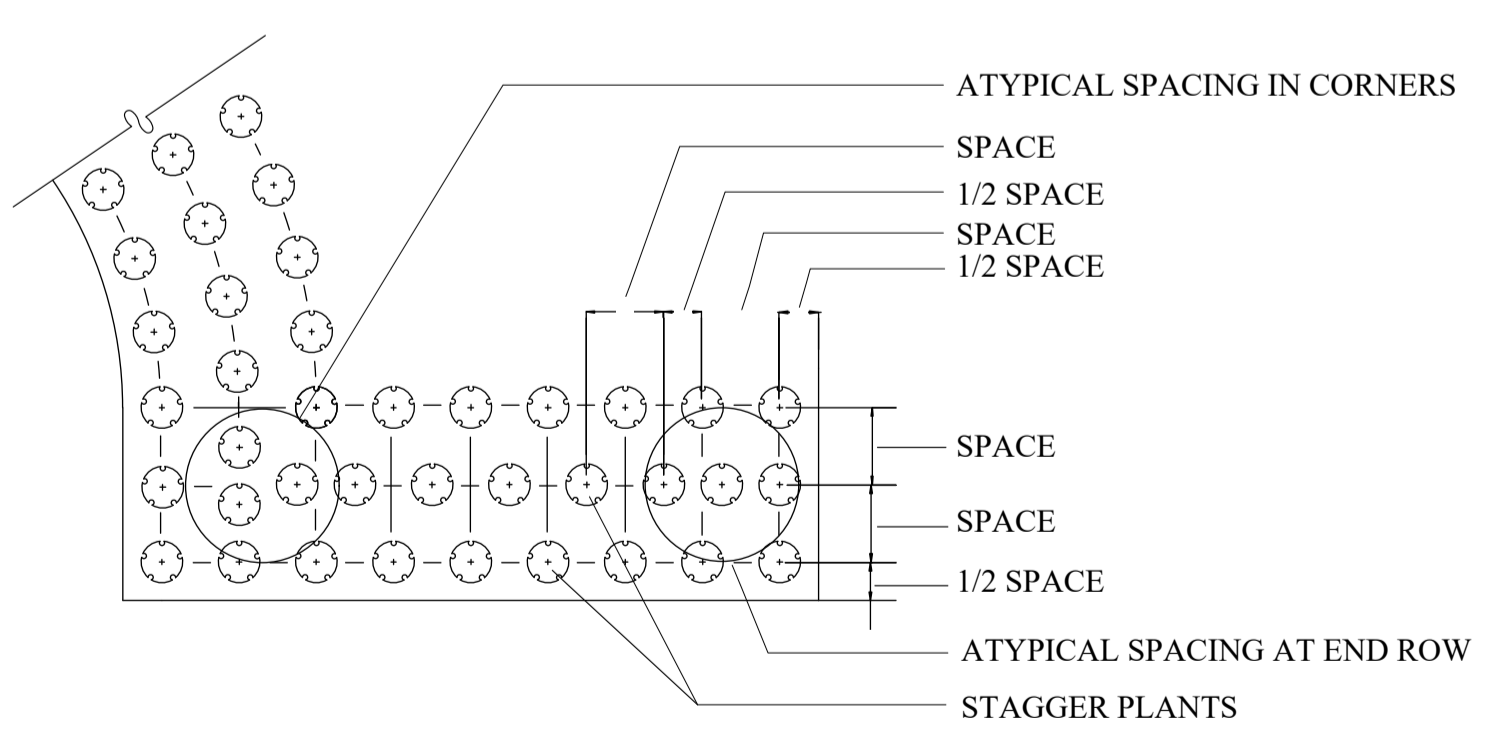 ATYPICAL SPACING IN CORNERS
SPACE
1/2 SPACE
SPACE
1/2 SPACE
SPACE
SPACE
1/2 SPACE
ATYPICAL SPACING AT END ROW
STAGGER PLANTS